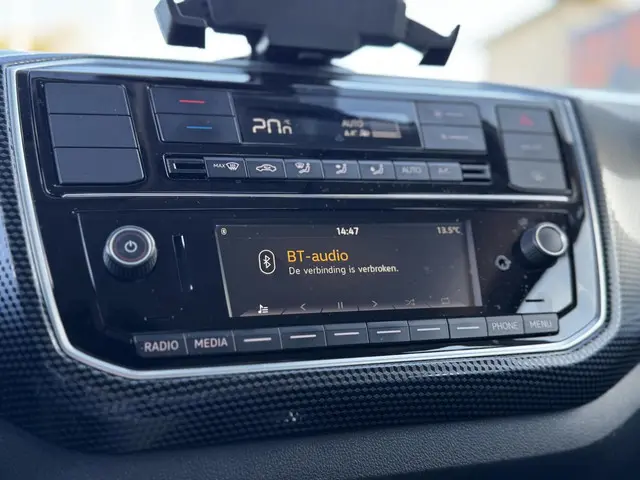 AUTO
MAX
AUTO
14:47
13.5°C
BT-audio
De verbinding is verbroken.
RADIO MEDIA PHONE MENU